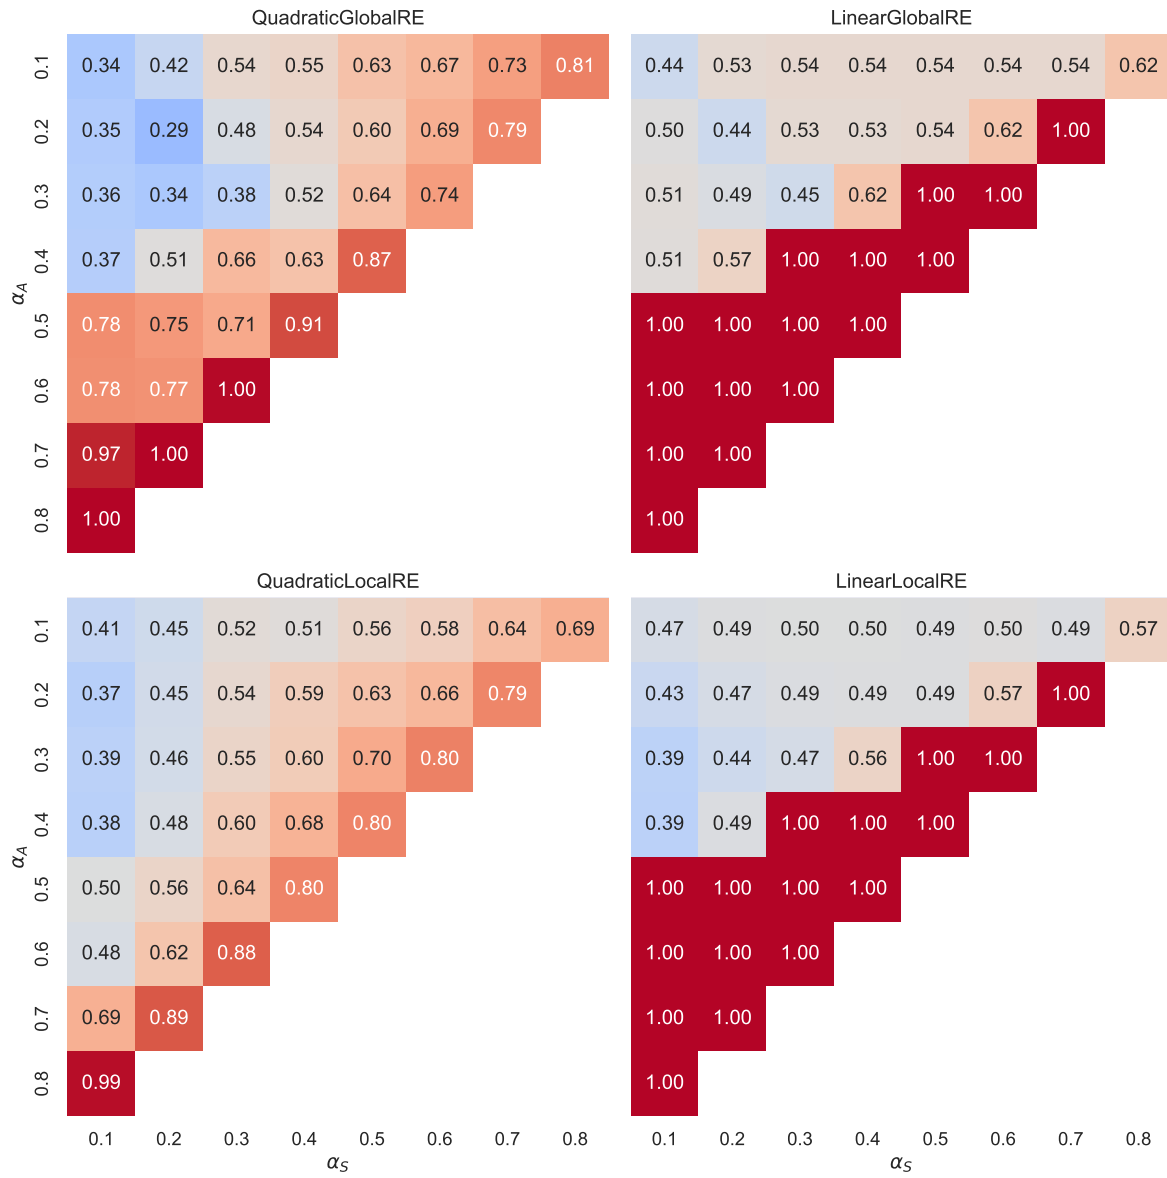 QuadraticGlobalRE
0.1 0.34 0.42 0.54 0.55 0.63 0.67 0.73 0.81
0.2 0.35 0.29 0.48 0.54 0.60 0.69 0.79
0.3 0.36 0.34 0.38 0.52 0.64 0.74
0.4 0.37 0.51 0.66 0.63 0.87
α_A
0.5 0.78 0.75 0.71 0.91
0.6 0.78 0.77 1.00
0.7 0.97 1.00
0.8 1.00
LinearGlobalRE
0.44 0.53 0.54 0.54 0.54 0.54 0.54 0.62
0.50 0.44 0.53 0.53 0.54 0.62 1.00
0.51 0.49 0.45 0.62 1.00 1.00
0.51 0.57 1.00 1.00 1.00
1.00 1.00 1.00 1.00
1.00 1.00 1.00
1.00 1.00
1.00
QuadraticLocalRE
0.1 0.41 0.45 0.52 0.51 0.56 0.58 0.64 0.69
0.2 0.37 0.45 0.54 0.59 0.63 0.66 0.79
0.3 0.39 0.46 0.55 0.60 0.70 0.80
0.4 0.38 0.48 0.60 0.68 0.80
α_A
0.5 0.50 0.56 0.64 0.80
0.6 0.48 0.62 0.88
0.7 0.69 0.89
0.8 0.99
0.1 0.2 0.3 0.4 0.5 0.6 0.7 0.8
α_S
LinearLocalRE
0.47 0.49 0.50 0.50 0.49 0.50 0.49 0.57
0.43 0.47 0.49 0.49 0.49 0.57 1.00
0.39 0.44 0.47 0.56 1.00 1.00
0.39 0.49 1.00 1.00 1.00
1.00 1.00 1.00 1.00
1.00 1.00 1.00
1.00 1.00
1.00
0.1 0.2 0.3 0.4 0.5 0.6 0.7 0.8
α_S